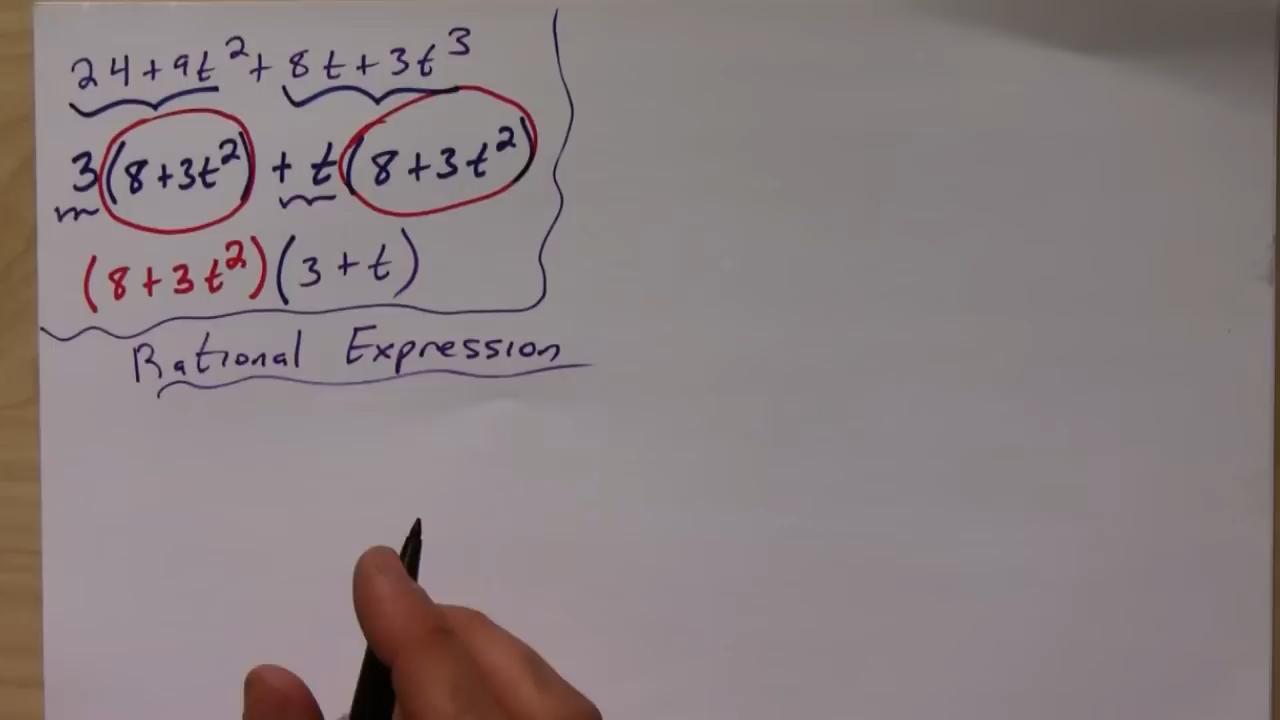 24+9t²+8t+3t³
3(8+3t²)+t(8+3t²)
(8+3t²)(3+t)
Rational Expression